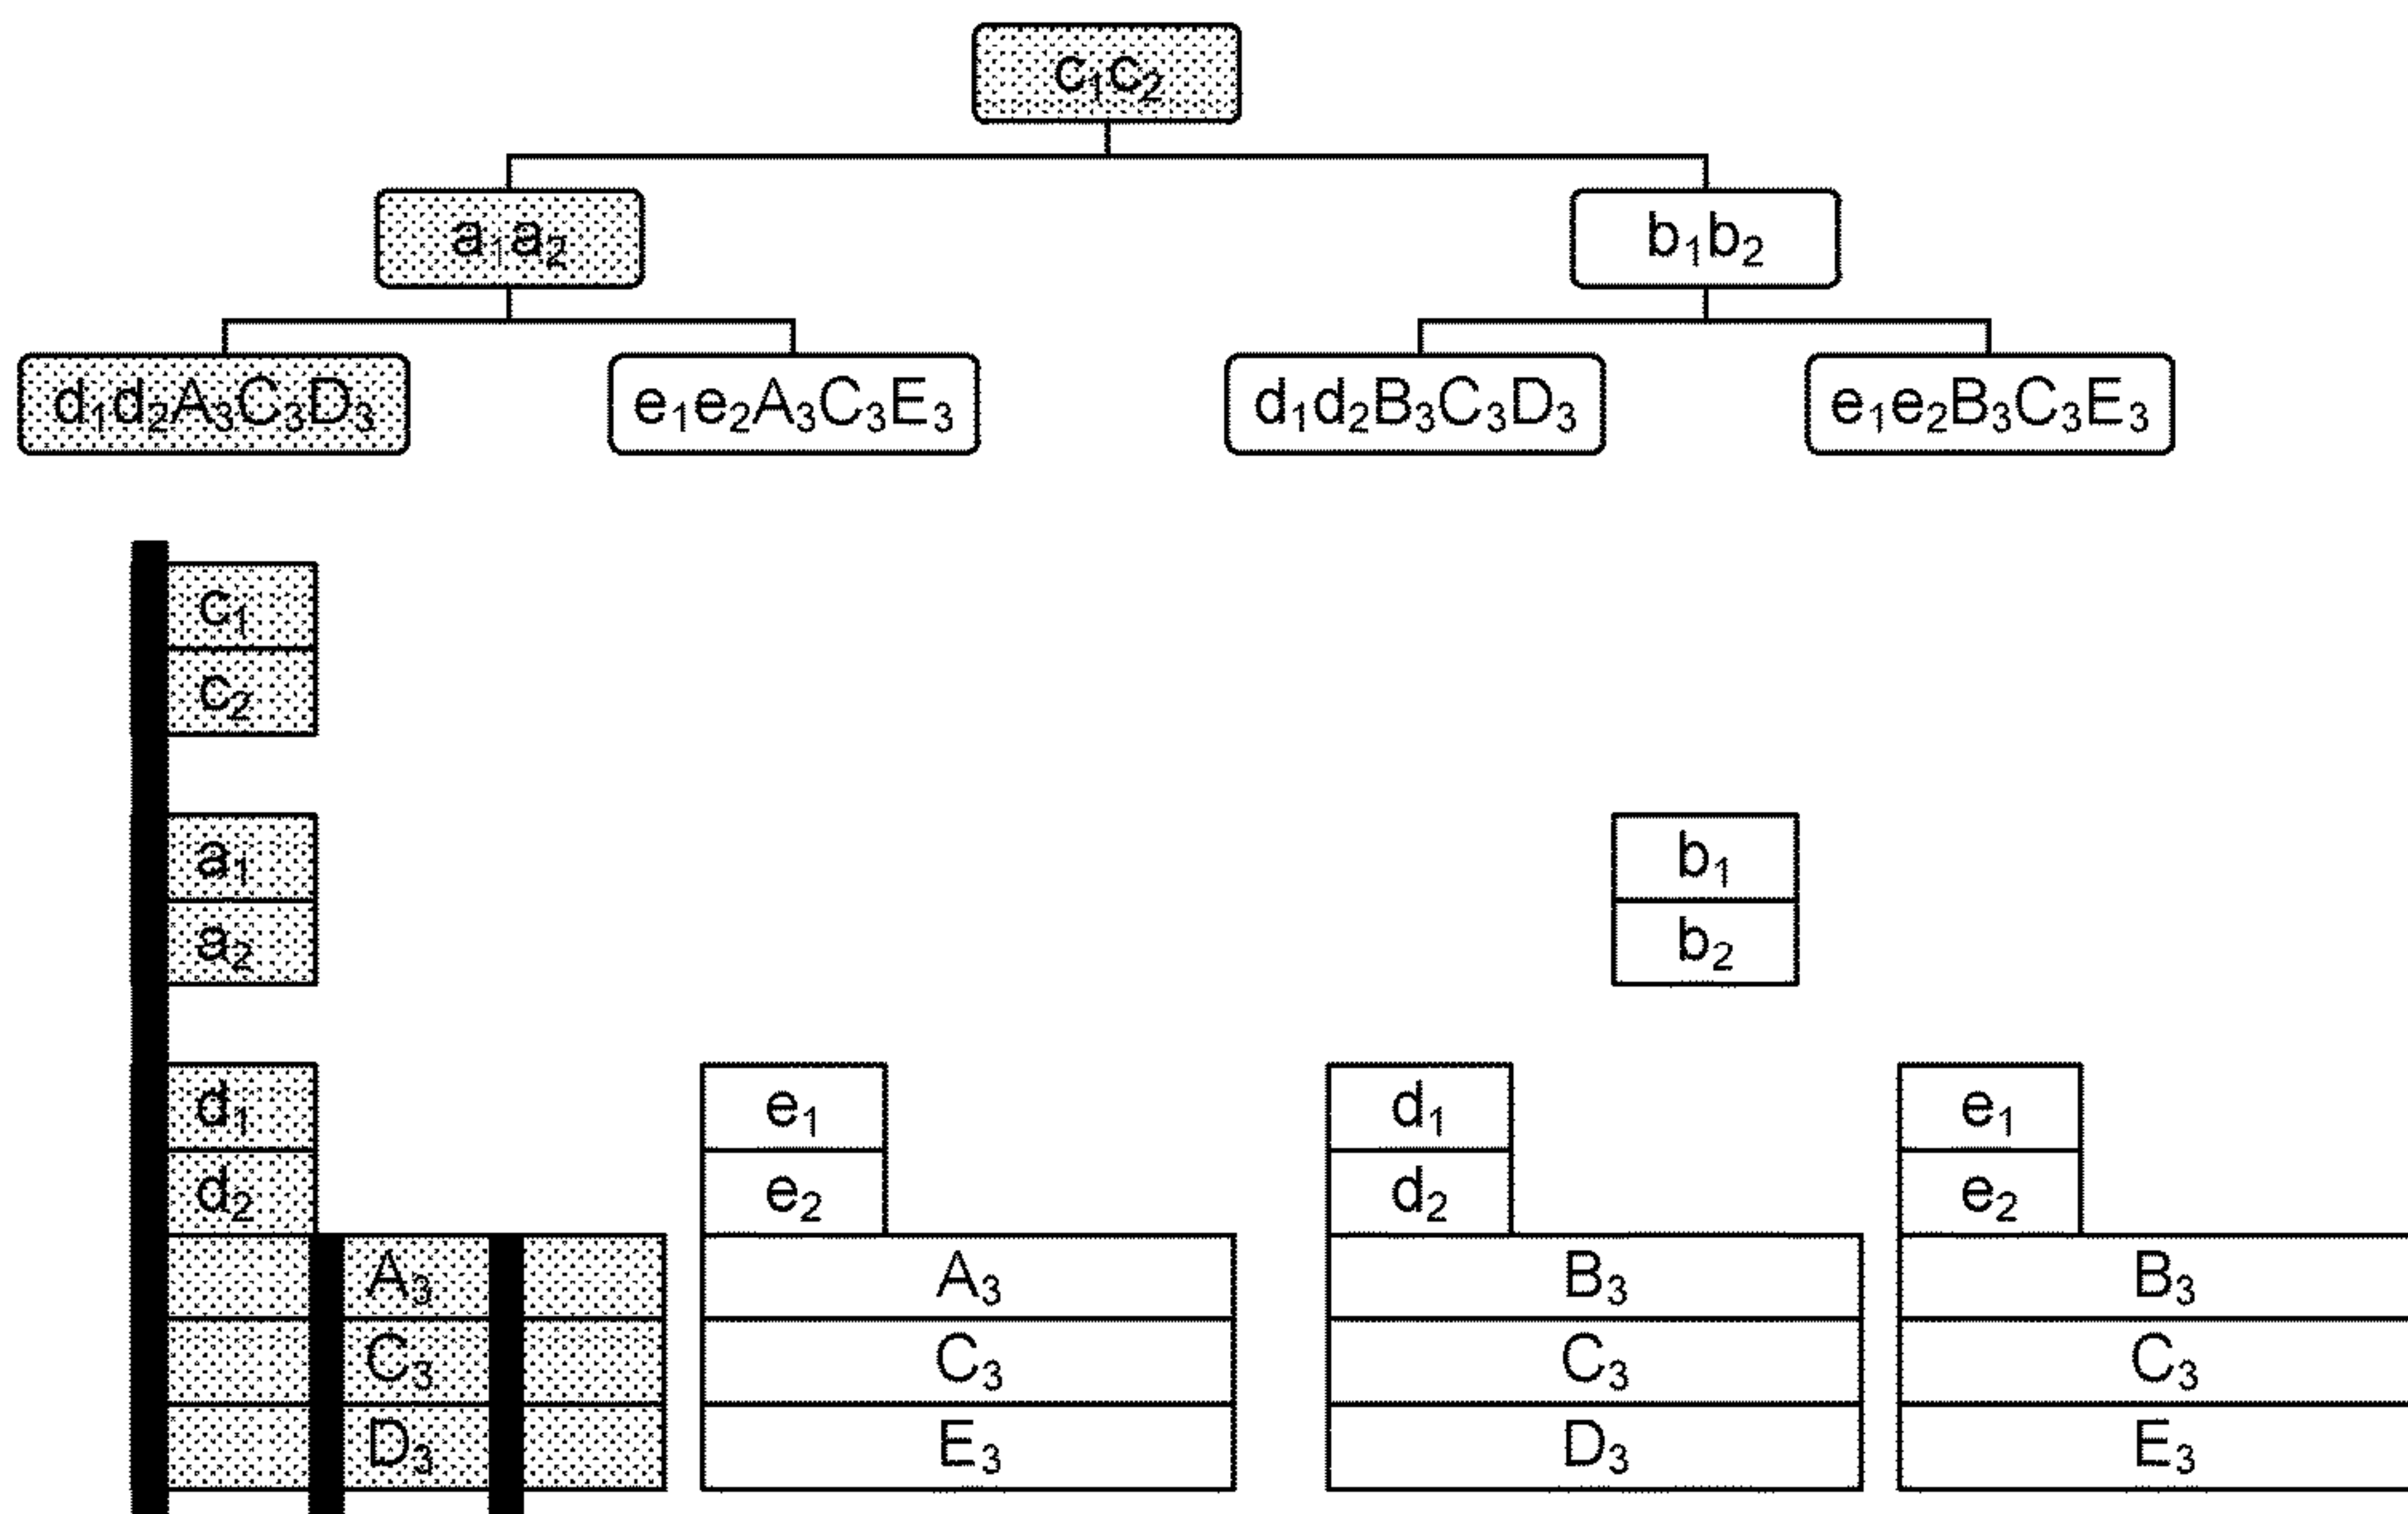 c₁c₂
a₁a₂ b₁b₂
d₁d₂A₃C₃D₃ e₁e₂A₃C₃E₃ d₁d₂B₃C₃D₃ e₁e₂B₃C₃E₃
c₁
c₂
a₁ b₁
a₂ b₂
d₁ e₁ d₁ e₁
d₂ e₂ d₂ e₂
A₃ A₃ B₃ B₃
C₃ C₃ C₃ C₃
D₃ E₃ D₃ E₃